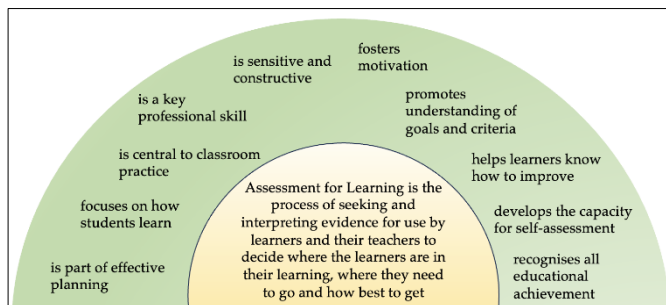 is part of effective
planning
focuses on how
students learn
is central to classroom
practice
is a key
professional skill
is sensitive and
constructive
fosters
motivation
promotes
understanding of
goals and criteria
helps learners know
how to improve
develops the capacity
for self-assessment
recognises all
educational
achievement
Assessment for Learning is the
process of seeking and
interpreting evidence for use by
learners and their teachers to
decide where the learners are in
their learning, where they need
to go and how best to get